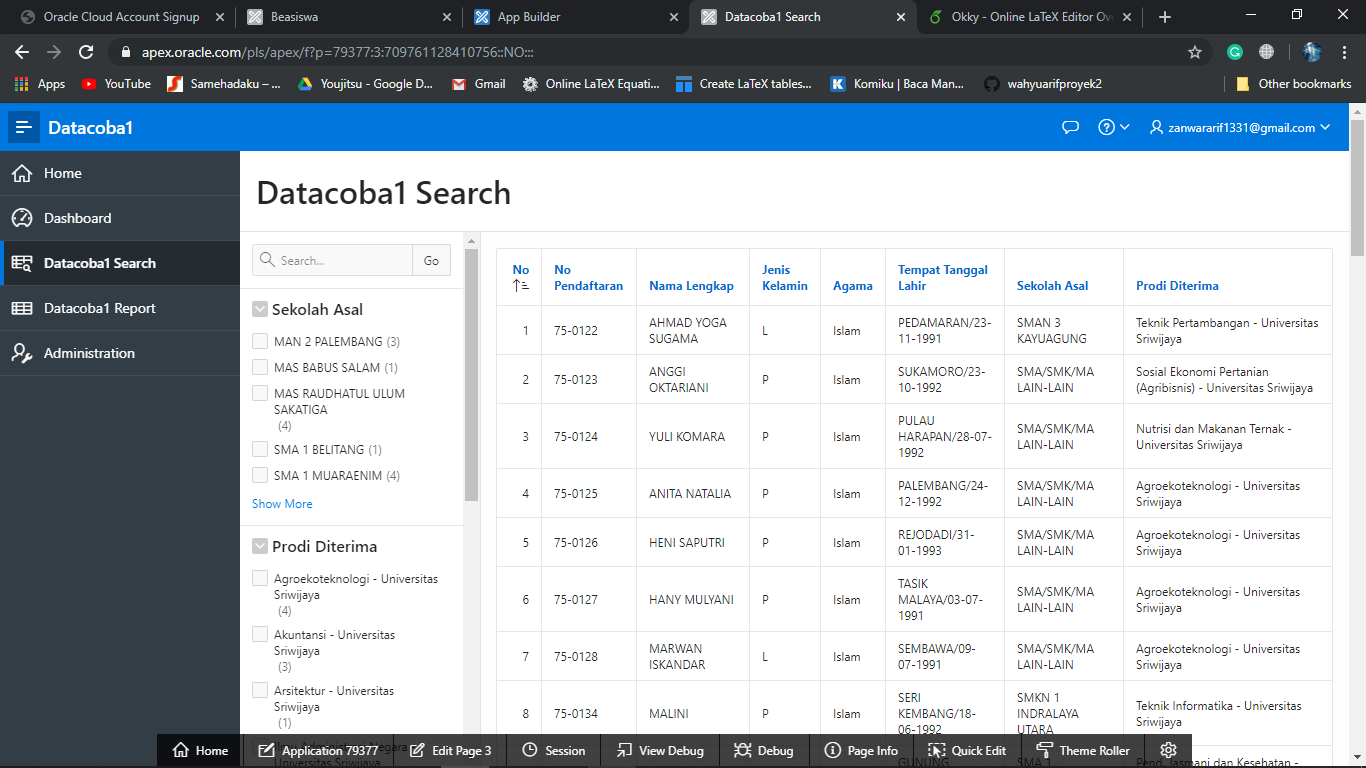 Oracle Cloud Account Signup
Beasiswa
App Builder
Datacoba1 Search
Okky - Online LaTeX Editor Ov
apex.oracle.com/pls/apex/f?p=79377:3:709761128410756::NO:::
Apps
YouTube
Samehadaku – ...
Youjitsu - Google D...
Gmail
Online LaTeX Equati...
Create LaTeX tables...
Komiku | Baca Man...
wahyuarifproyek2
Other bookmarks
Datacoba1
zanwararif1331@gmail.com
Home
Dashboard
Datacoba1 Search
Datacoba1 Report
Administration
Datacoba1 Search
Search...
Go
Sekolah Asal
MAN 2 PALEMBANG (3)
MAS BABUS SALAM (1)
MAS RAUDHATUL ULUM
SAKATIGA
(4)
SMA 1 BELITANG (1)
SMA 1 MUARAENIM (4)
Show More
Prodi Diterima
Agroekoteknologi - Universitas
Sriwijaya
(4)
Akuntansi - Universitas
Sriwijaya
(3)
Arsitektur - Universitas
Sriwijaya
(1)
No
No
Pendaftaran
Nama Lengkap
Jenis
Kelamin
Agama
Tempat Tanggal
Lahir
Sekolah Asal
Prodi Diterima
1
75-0122
AHMAD YOGA
SUGAMA
L
Islam
PEDAMARAN/23-
11-1991
SMAN 3
KAYUAGUNG
Teknik Pertambangan - Universitas
Sriwijaya
2
75-0123
ANGGI
OKTARIANI
P
Islam
SUKAMORO/23-
10-1992
SMA/SMK/MA
LAIN-LAIN
Sosial Ekonomi Pertanian
(Agribisnis) - Universitas Sriwijaya
3
75-0124
YULI KOMARA
P
Islam
PULAU
HARAPAN/28-07-
1992
SMA/SMK/MA
LAIN-LAIN
Nutrisi dan Makanan Ternak -
Universitas Sriwijaya
4
75-0125
ANITA NATALIA
P
Islam
PALEMBANG/24-
12-1992
SMA/SMK/MA
LAIN-LAIN
Agroekoteknologi - Universitas
Sriwijaya
5
75-0126
HENI SAPUTRI
P
Islam
REJODADI/31-
01-1993
SMA/SMK/MA
LAIN-LAIN
Agroekoteknologi - Universitas
Sriwijaya
6
75-0127
HANY MULYANI
P
Islam
TASIK
MALAYA/03-07-
1991
SMA/SMK/MA
LAIN-LAIN
Agroekoteknologi - Universitas
Sriwijaya
7
75-0128
MARWAN
ISKANDAR
L
Islam
SEMBAWA/09-
07-1991
SMA/SMK/MA
LAIN-LAIN
Agroekoteknologi - Universitas
Sriwijaya
8
75-0134
MALINI
P
Islam
SERI
KEMBANG/18-
06-1992
SMKN 1
INDRALAYA
UTARA
Teknik Informatika - Universitas
Sriwijaya
GUNUNG
SMA 1
Pend. Jasmani dan Kesehatan -
Home
Application 79377
Edit Page 3
Session
View Debug
Debug
Page Info
Quick Edit
Theme Roller